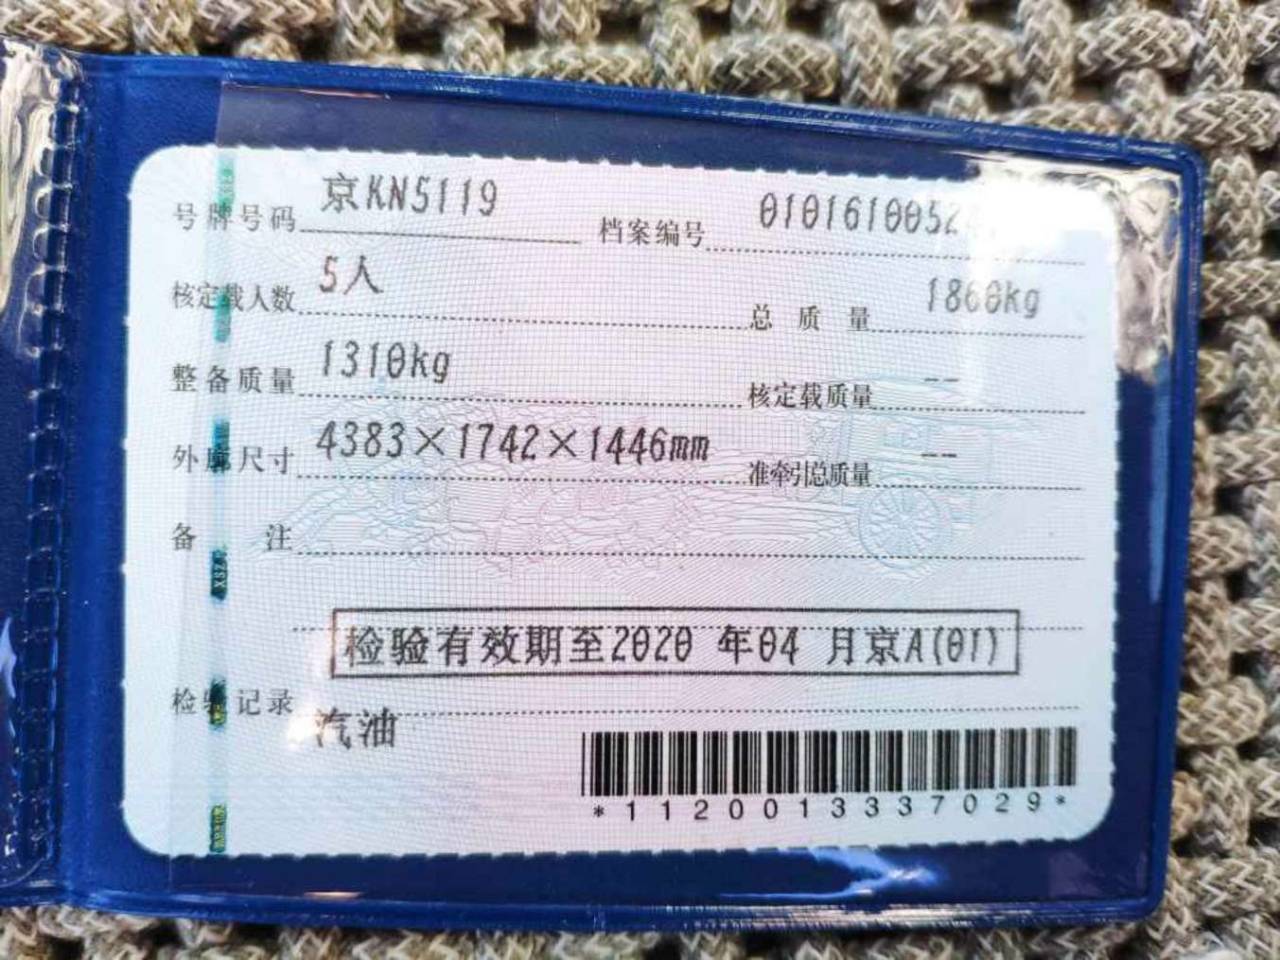 号牌号码 京KN5119 档案编号 0101610052
核定载人数 5人 总质量 1860kg
整备质量 1310kg 核定载质量 --
外廓尺寸 4383×1742×1446mm 准牵引总质量 --
备注
检验有效期至2020 年04 月京A(01)
检验记录
汽油
*1120013337029*